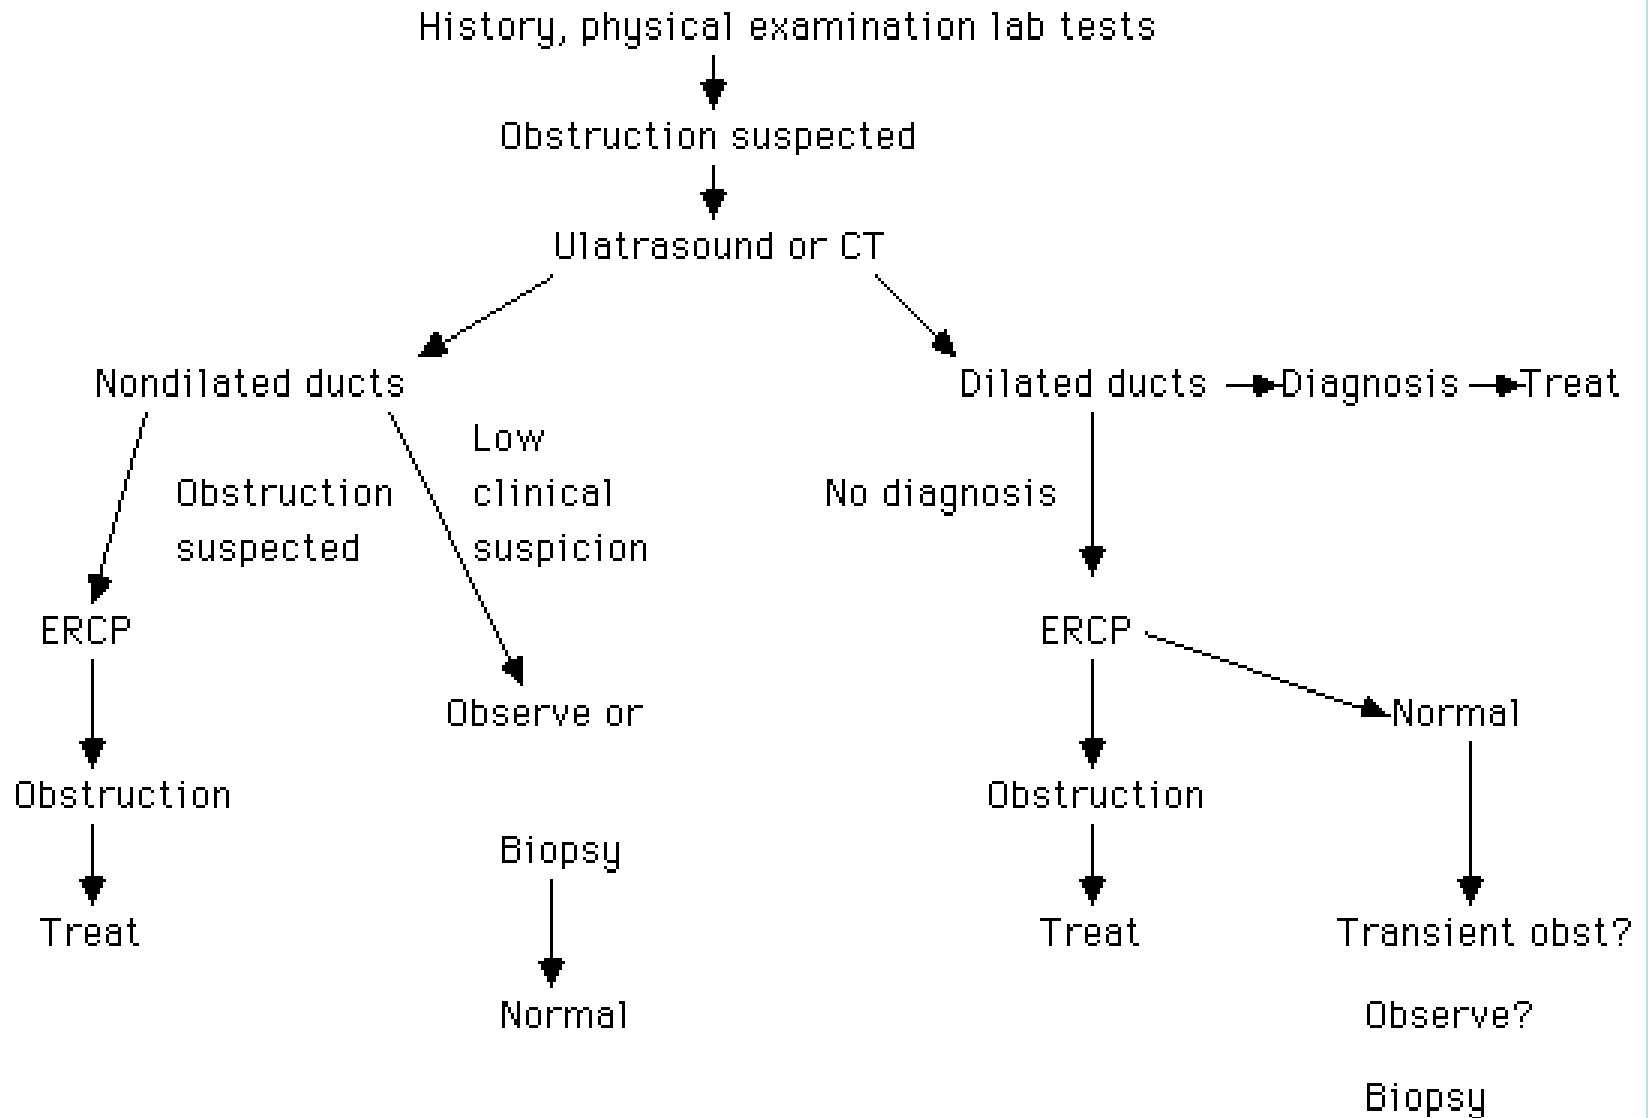 History, physical examination lab tests
Obstruction suspected
Ulatrasound or CT
Nondilated ducts
Dilated ducts
Diagnosis
Treat
Low
clinical
suspicion
Obstruction
suspected
No diagnosis
ERCP
ERCP
Observe or
Normal
Obstruction
Obstruction
Biopsy
Treat
Treat
Transient obst?
Normal
Observe?
Biopsy